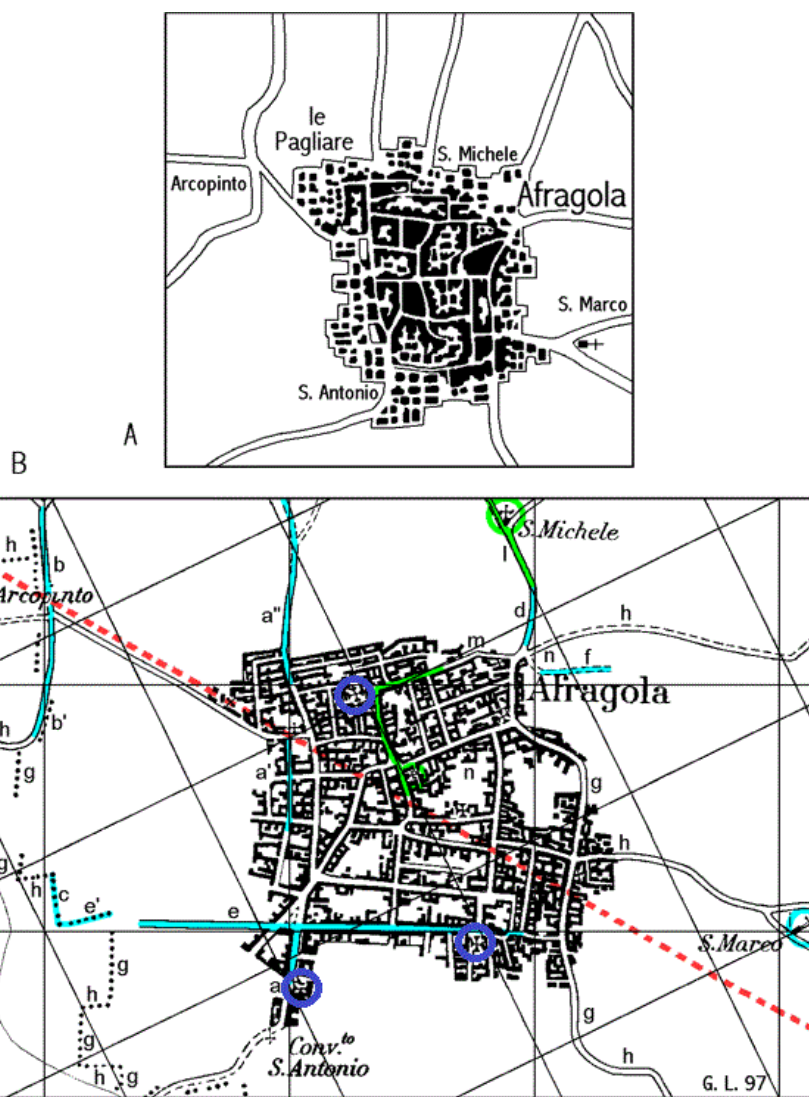 le
Pagliare
S. Michele
Arcopinto
Afragola
S. Marco
S. Antonio
A
B
S. Michele
h
b
l
Arcopinto
a"
d
h
m
n
f
Afragola
h
b'
a'
n
g
g
g
h
h
c
e'
e
S. Marco
g
a
h
g
g
h
Conv.to
S. Antonio
h
g
G. L. 97